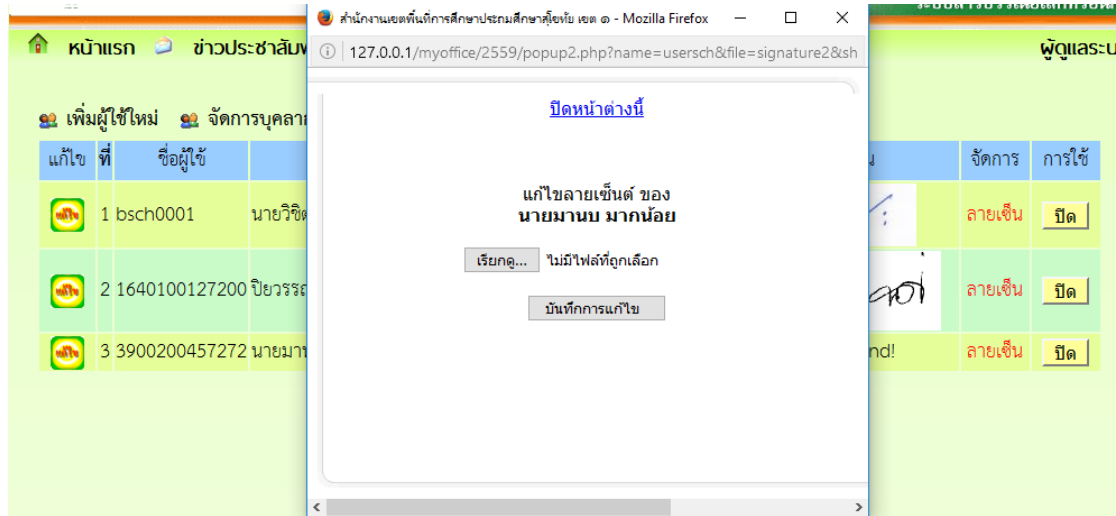 สำนักงานเขตพื้นที่การศึกษาประถมศึกษาสุโขทัย เขต ๑ - Mozilla Firefox
127.0.0.1/myoffice/2559/popup2.php?name=usersch&file=signature2&sh
หน้าแรก ข่าวประชาสัมพ ผู้ดูแลระบ
ปิดหน้าต่างนี้
เพิ่มผู้ใช้ใหม่ จัดการบุคลาก
แก้ไข ที่ ชื่อผู้ใช้ จัดการ การใช้
แก้ไขลายเซ็นต์ ของ
นายมานบ มากน้อย
แก้ไข 1 bsch0001 นายวิชิต ลายเซ็น ปิด
เรียกดู... ไม่มีไฟล์ที่ถูกเลือก
แก้ไข 2 1640100127200 ปิยวรรณ ลายเซ็น ปิด
บันทึกการแก้ไข
แก้ไข 3 3900200457272 นายมาน nd! ลายเซ็น ปิด